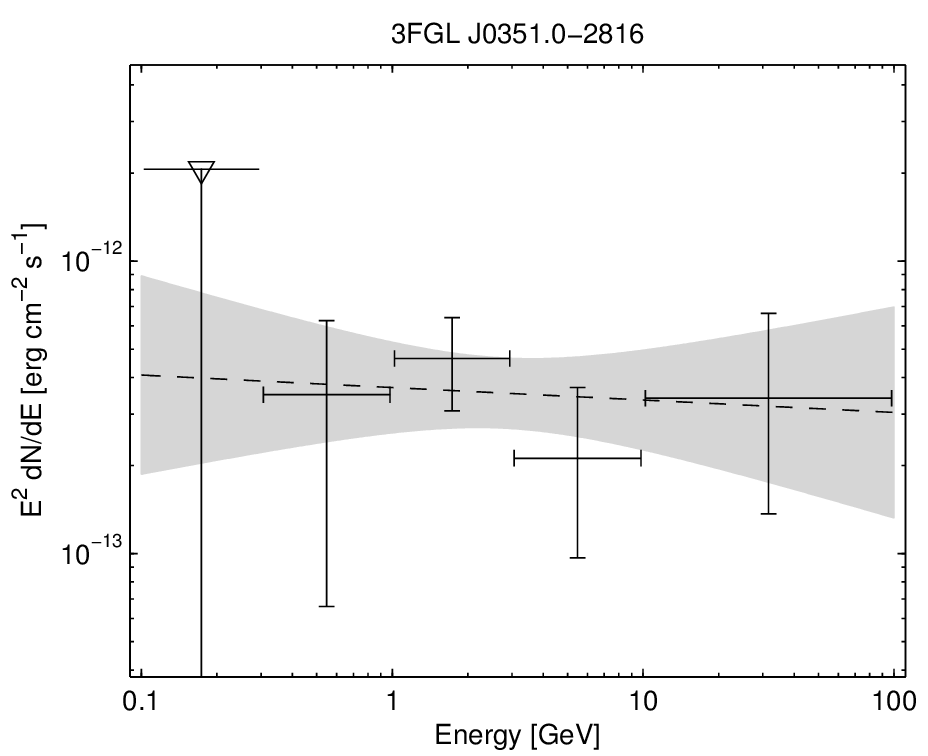 3FGL J0351.0−2816
E² dN/dE [erg cm⁻² s⁻¹]
10⁻¹²
10⁻¹³
0.1 1 10 100
Energy [GeV]